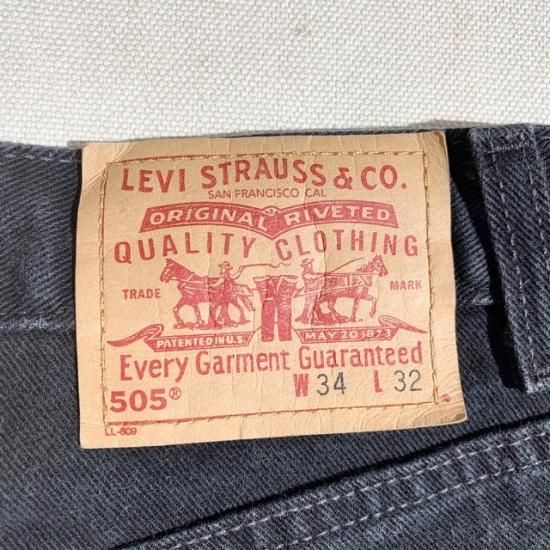 LEVI STRAUSS & CO.
SAN FRANCISCO CAL
ORIGINAL RIVETED
QUALITY CLOTHING
TRADE MARK
PATENTED IN U.S. MAY 20 1873
Every Garment Guaranteed
505® W 34 L 32
LL-609